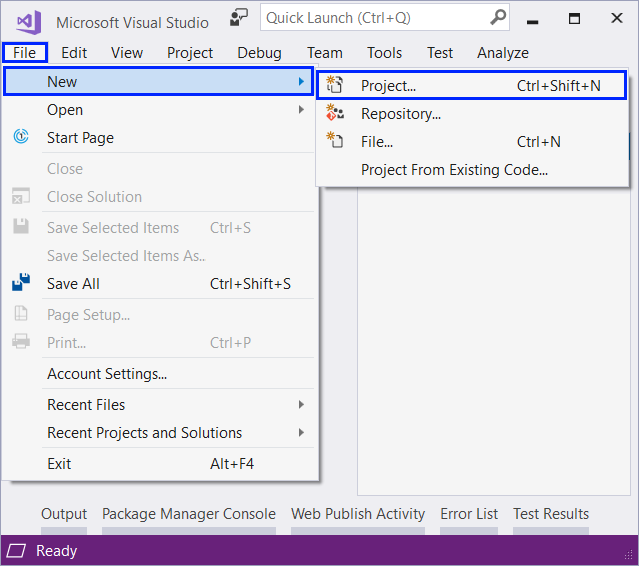 Microsoft Visual Studio
Quick Launch (Ctrl+Q)
File Edit View Project Debug Team Tools Test Analyze
New
Open
Start Page
Close
Close Solution
Save Selected Items Ctrl+S
Save Selected Items As..
Save All Ctrl+Shift+S
Page Setup...
Print... Ctrl+P
Account Settings...
Recent Files
Recent Projects and Solutions
Exit Alt+F4
Project... Ctrl+Shift+N
Repository...
File... Ctrl+N
Project From Existing Code...
Output Package Manager Console Web Publish Activity Error List Test Results
Ready